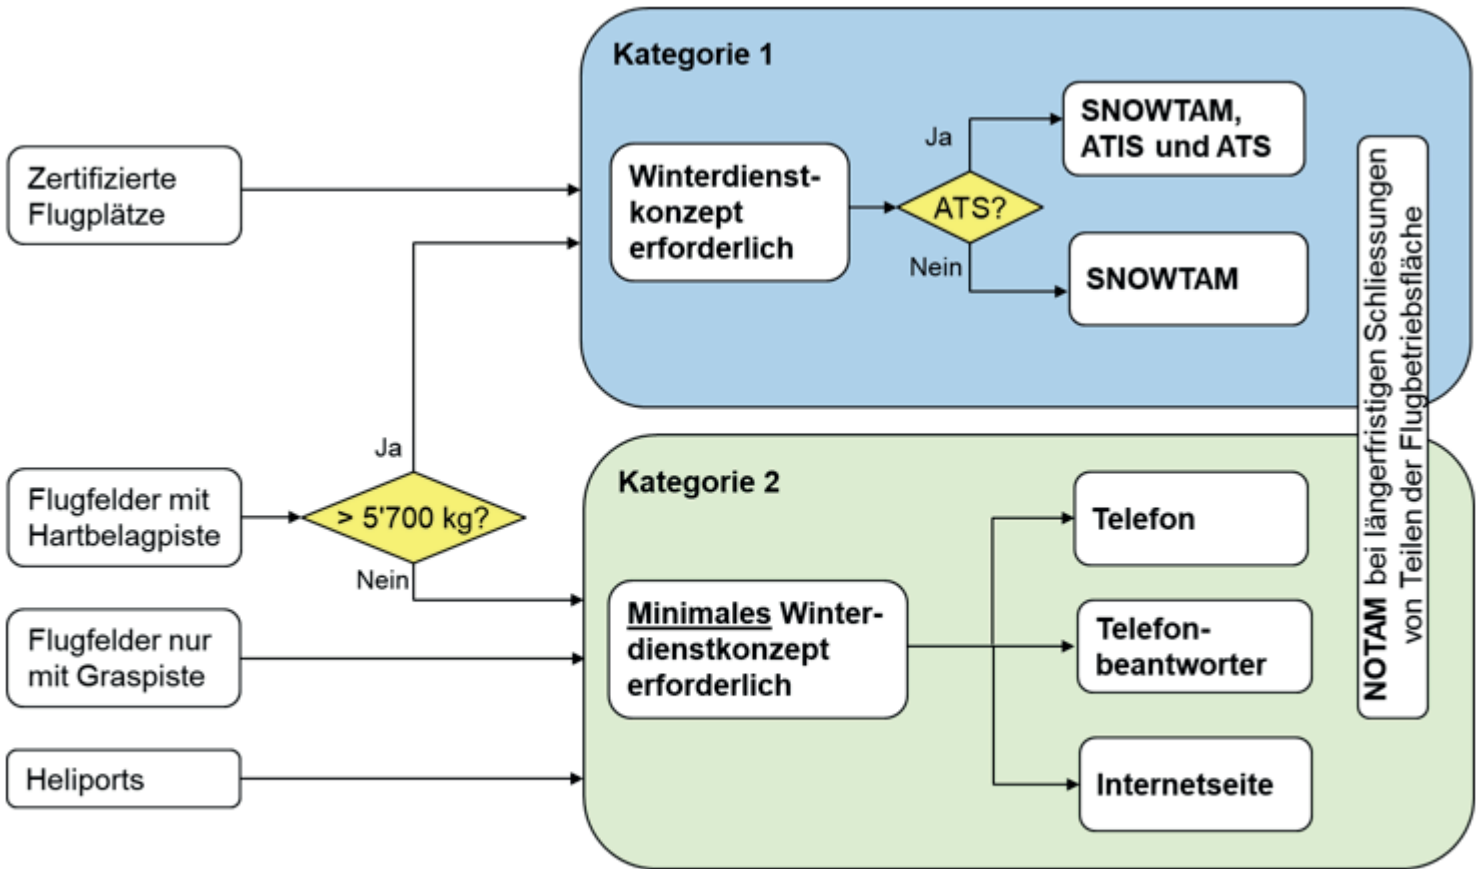 Kategorie 1
Zertifizierte
Flugplätze
Winterdienst-
konzept
erforderlich
ATS?
Ja
SNOWTAM,
ATIS und ATS
Nein
SNOWTAM
Flugfelder mit
Hartbelagpiste
> 5'700 kg?
Ja
Nein
Flugfelder nur
mit Graspiste
Heliports
Kategorie 2
Minimales Winter-
dienstkonzept
erforderlich
Telefon
Telefon-
beantworter
Internetseite
NOTAM bei längerfristigen Schliessungen
von Teilen der Flugbetriebsfläche